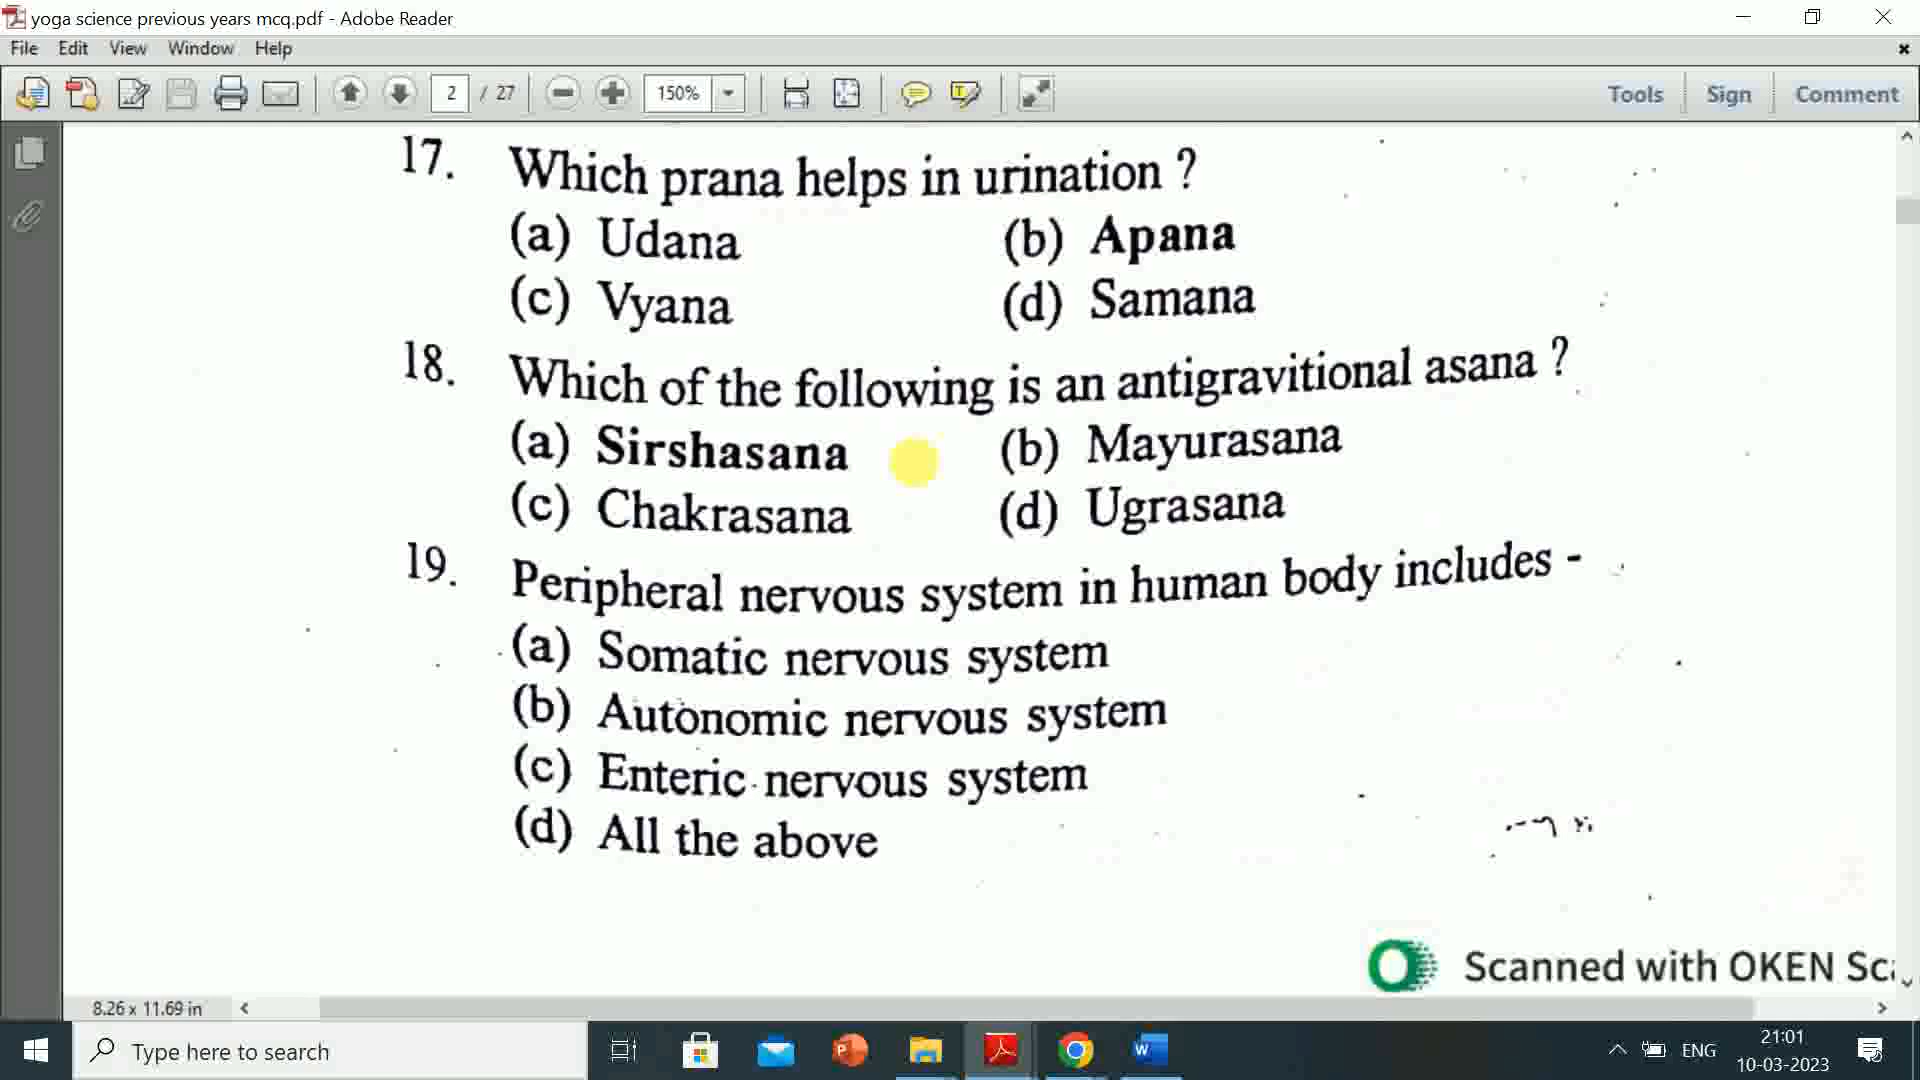 yoga science previous years mcq.pdf - Adobe Reader
File Edit View Window Help
2 / 27 150% Tools Sign Comment
17. Which prana helps in urination ?
(a) Udana (b) Apana
(c) Vyana (d) Samana
18. Which of the following is an antigravitional asana ?
(a) Sirshasana (b) Mayurasana
(c) Chakrasana (d) Ugrasana
19. Peripheral nervous system in human body includes -
(a) Somatic nervous system
(b) Autonomic nervous system
(c) Enteric nervous system
(d) All the above
Scanned with OKEN Sc
8.26 x 11.69 in
Type here to search ENG 21:01
10-03-2023